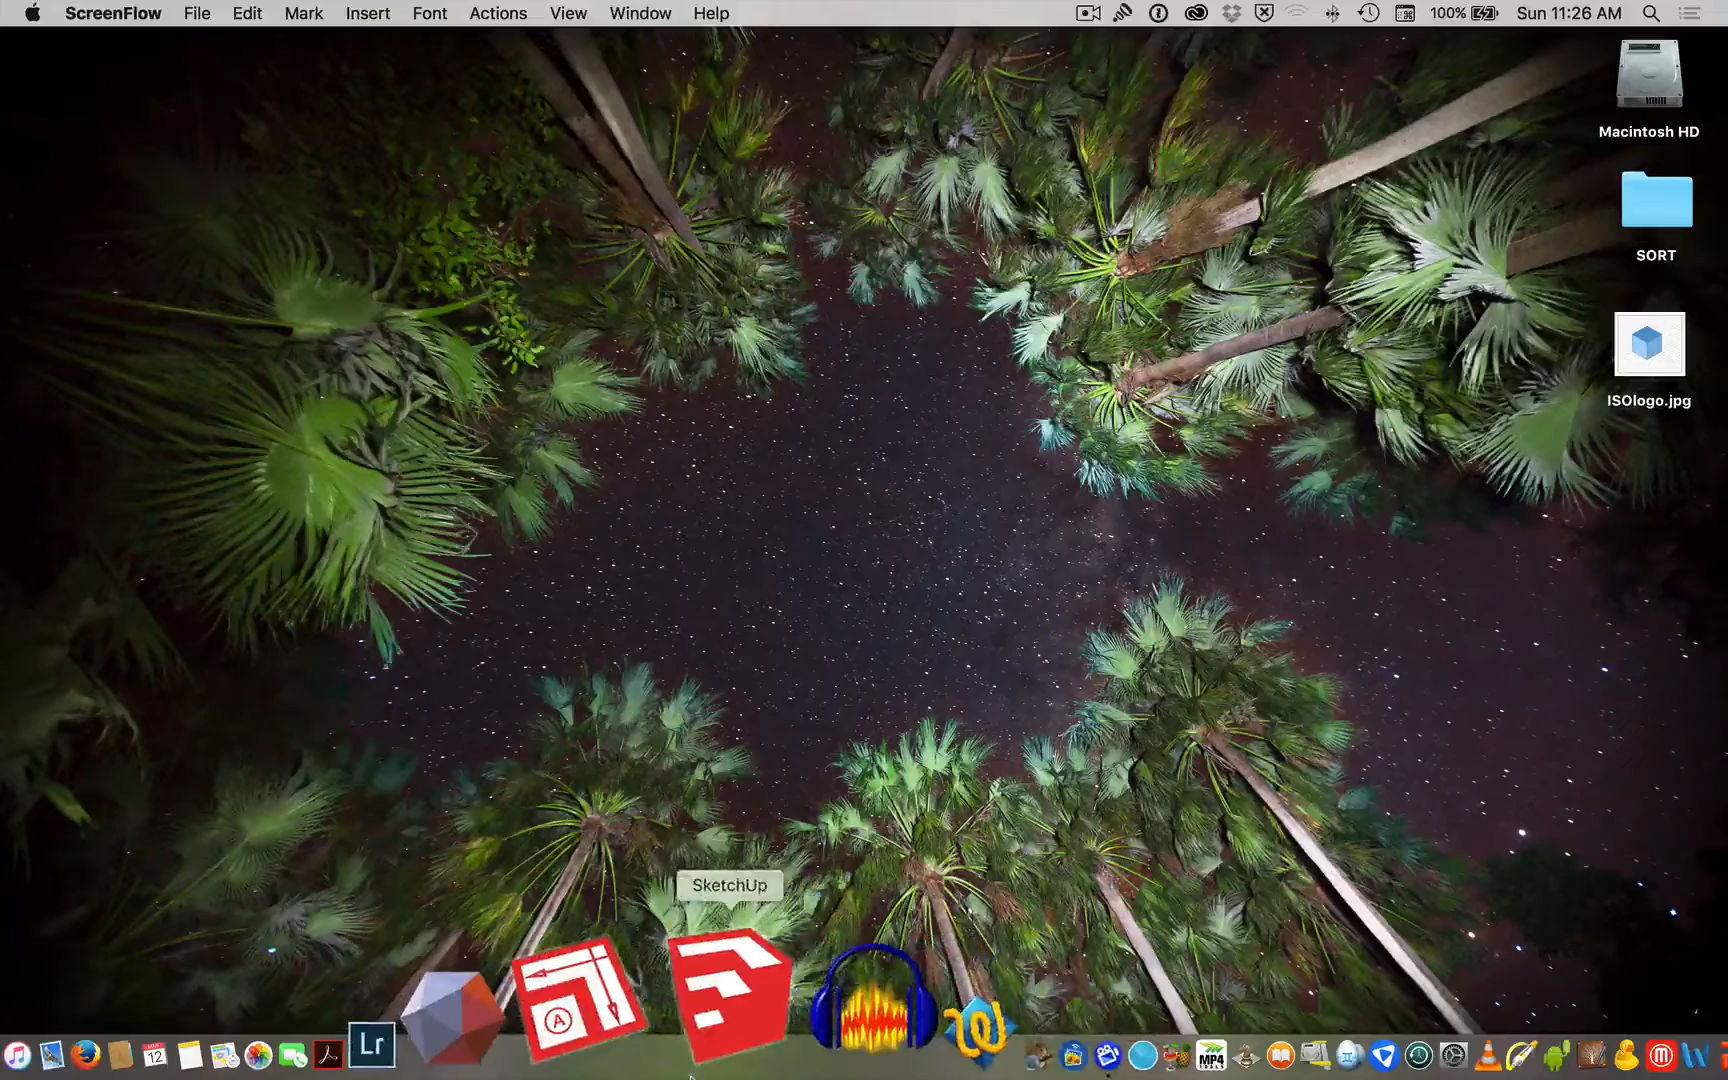 ScreenFlow File Edit Mark Insert Font Actions View Window Help 100% Sun 11:26 AM
Macintosh HD
SORT
ISOlogo.jpg
SketchUp
A
Lr
12
MP4